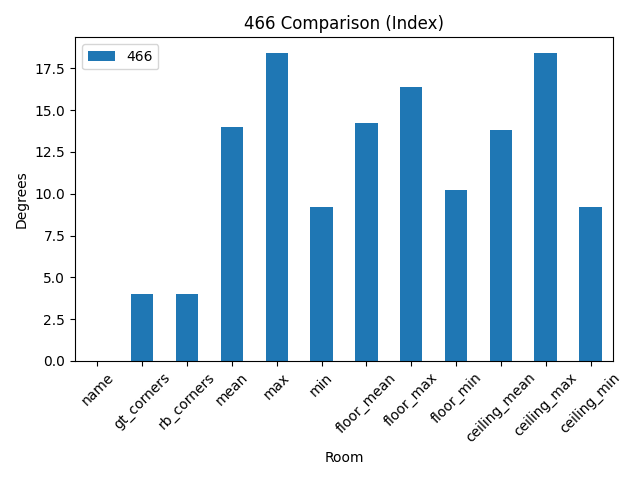 466 Comparison (Index)
466
Degrees
17.5
15.0
12.5
10.0
7.5
5.0
2.5
0.0
name
gt_corners
rb_corners
mean
max
min
floor_mean
floor_max
floor_min
ceiling_mean
ceiling_max
ceiling_min
Room